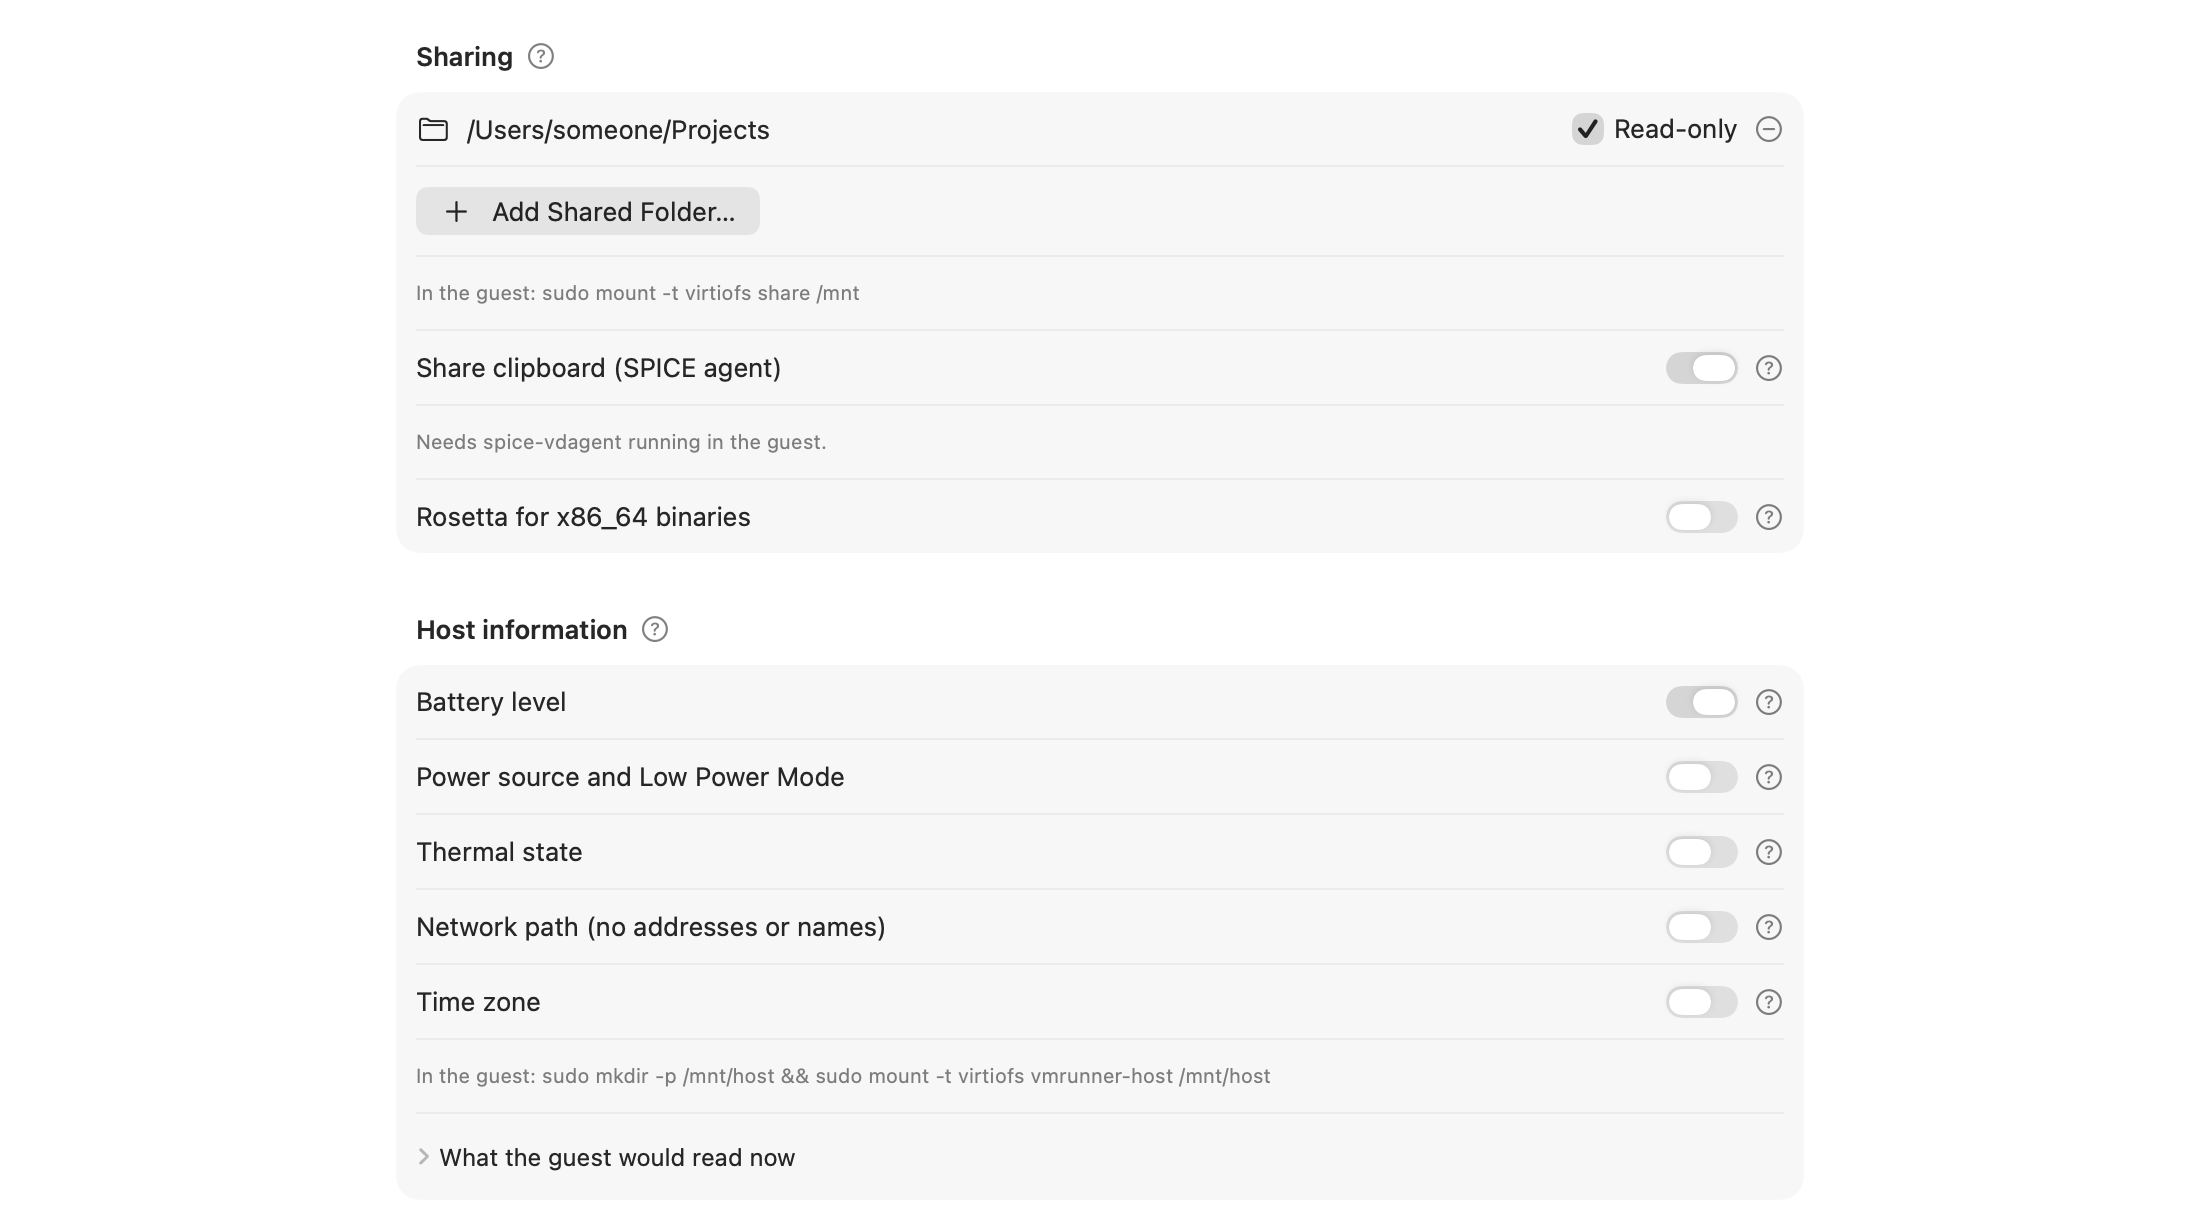 Sharing ?
/Users/someone/Projects Read-only
Add Shared Folder...
In the guest: sudo mount -t virtiofs share /mnt
Share clipboard (SPICE agent) ?
Needs spice-vdagent running in the guest.
Rosetta for x86_64 binaries ?
Host information ?
Battery level ?
Power source and Low Power Mode ?
Thermal state ?
Network path (no addresses or names) ?
Time zone ?
In the guest: sudo mkdir -p /mnt/host && sudo mount -t virtiofs vmrunner-host /mnt/host
What the guest would read now